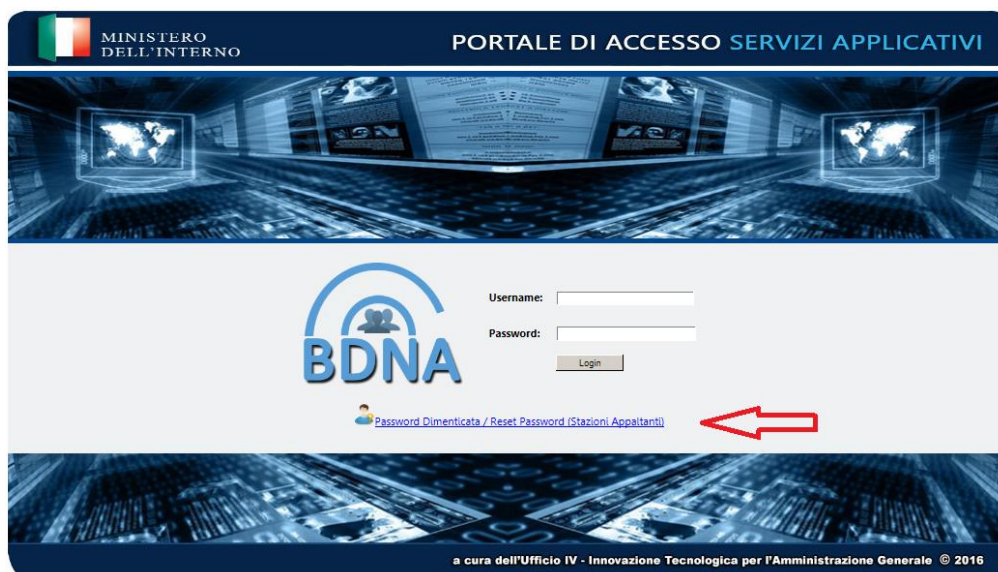 MINISTERO
DELL'INTERNO
PORTALE DI ACCESSO SERVIZI APPLICATIVI
Username:
BDNA
Password:
Login
Password Dimenticata / Reset Password (Stazioni Appaltanti)
a cura dell'Ufficio IV - Innovazione Tecnologica per l'Amministrazione Generale © 2016